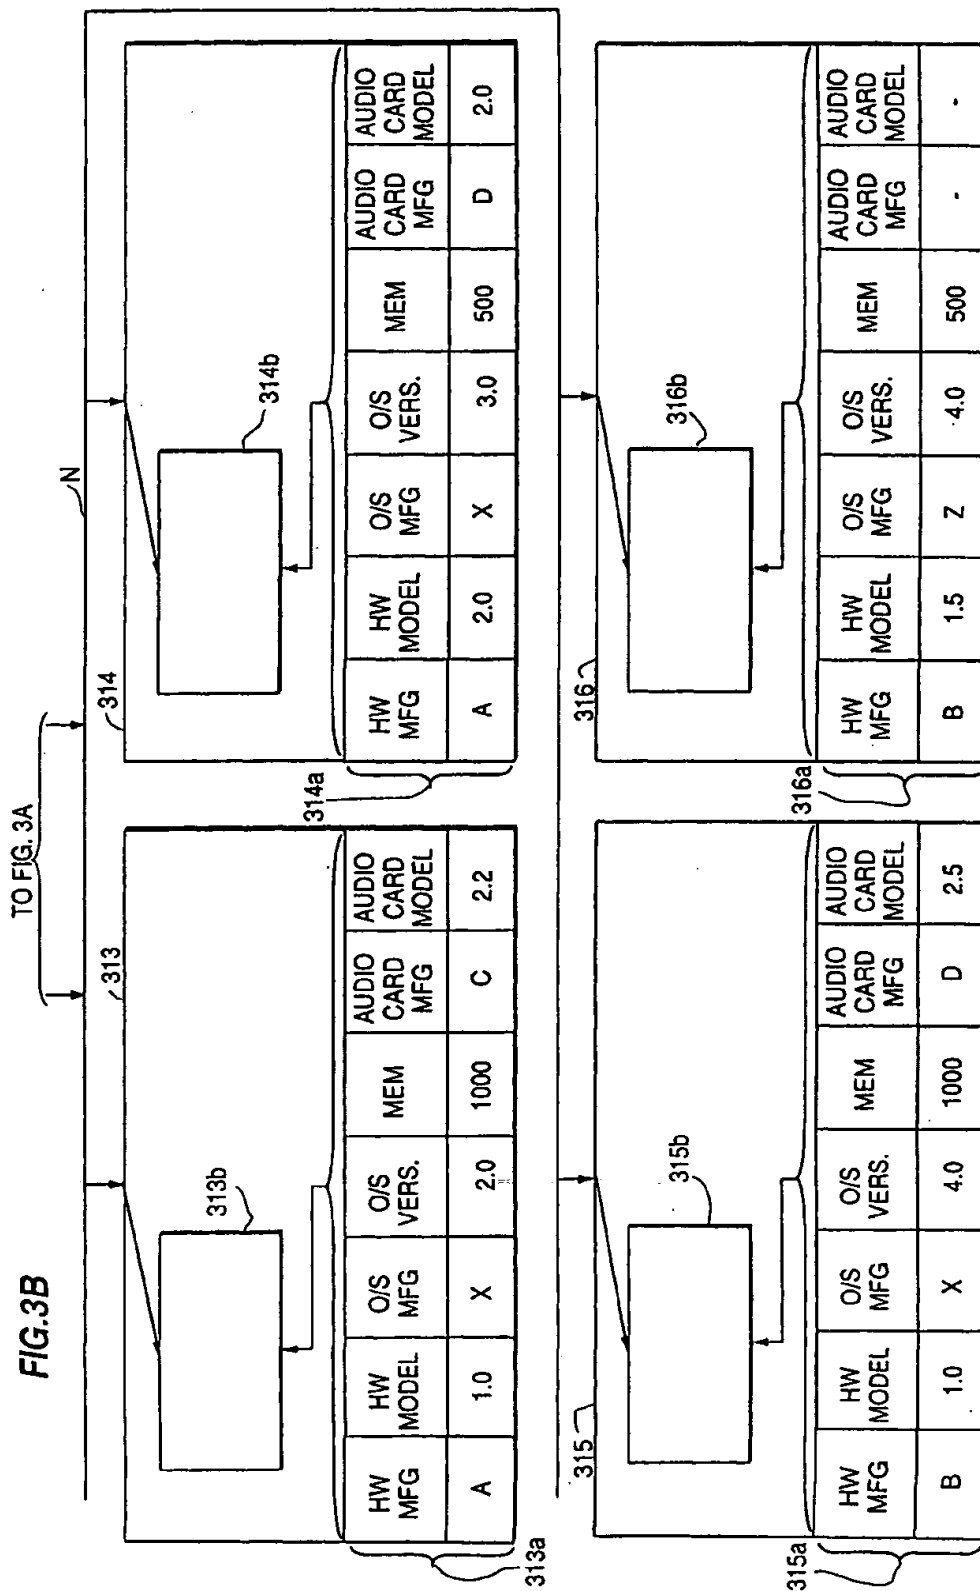 FIG.3B
TO FIG. 3A
N
313
313b
HW MFG HW MODEL O/S MFG O/S VERS. MEM AUDIO CARD MFG AUDIO CARD MODEL
A 1.0 X 2.0 1000 C 2.2
313a
314
314b
HW MFG HW MODEL O/S MFG O/S VERS. MEM AUDIO CARD MFG AUDIO CARD MODEL
A 2.0 X 3.0 500 D 2.0
314a
315
315b
HW MFG HW MODEL O/S MFG O/S VERS. MEM AUDIO CARD MFG AUDIO CARD MODEL
B 1.0 X 4.0 1000 D 2.5
315a
316
316b
HW MFG HW MODEL O/S MFG O/S VERS. MEM AUDIO CARD MFG AUDIO CARD MODEL
B 1.5 Z 4.0 500 - -
316a